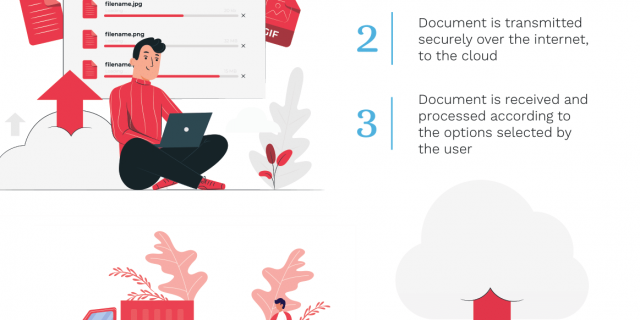 filename.jpg
filename.png
filename.
GIF
2
Document is transmitted
securely over the internet,
to the cloud
3
Document is received and
processed according to
the options selected by
the user